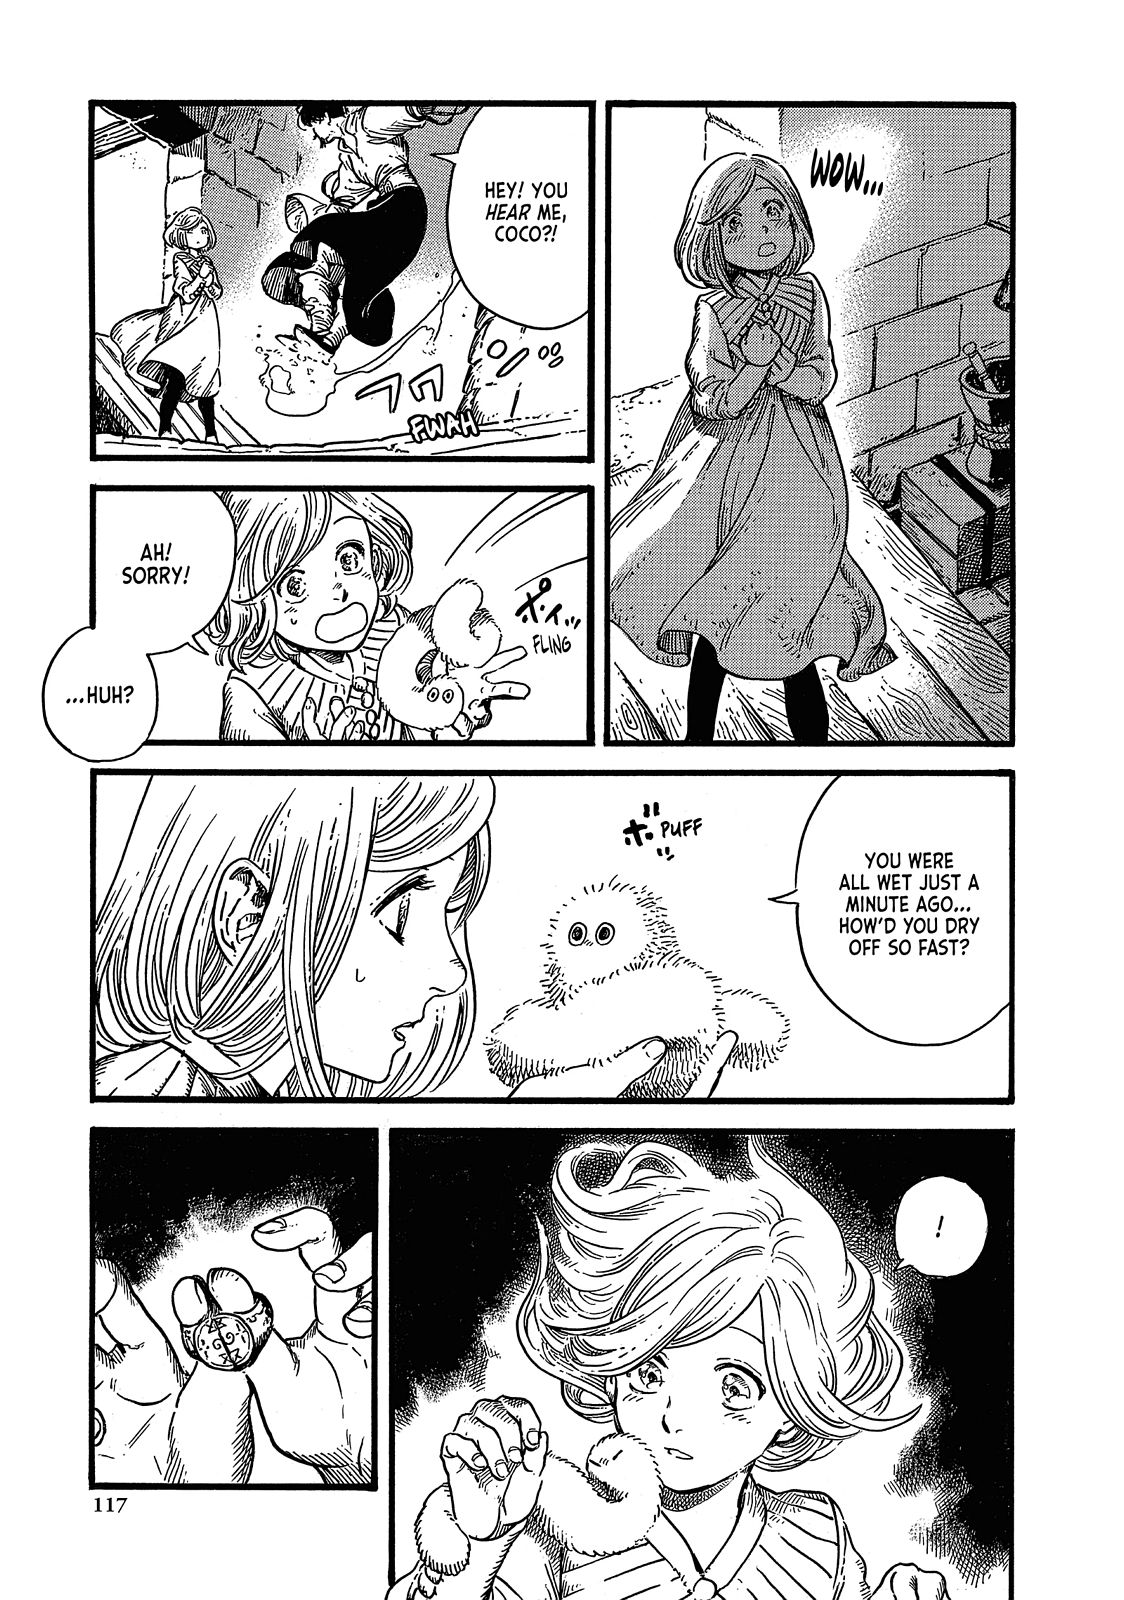 WOW...
HEY! YOU
HEAR ME,
COCO?!
フワ
FWAH
AH!
SORRY!
...HUH?
ポイッ
FLING
ポ
PUFF
YOU WERE
ALL WET JUST A
MINUTE AGO...
HOW'D YOU DRY
OFF SO FAST?
!
117